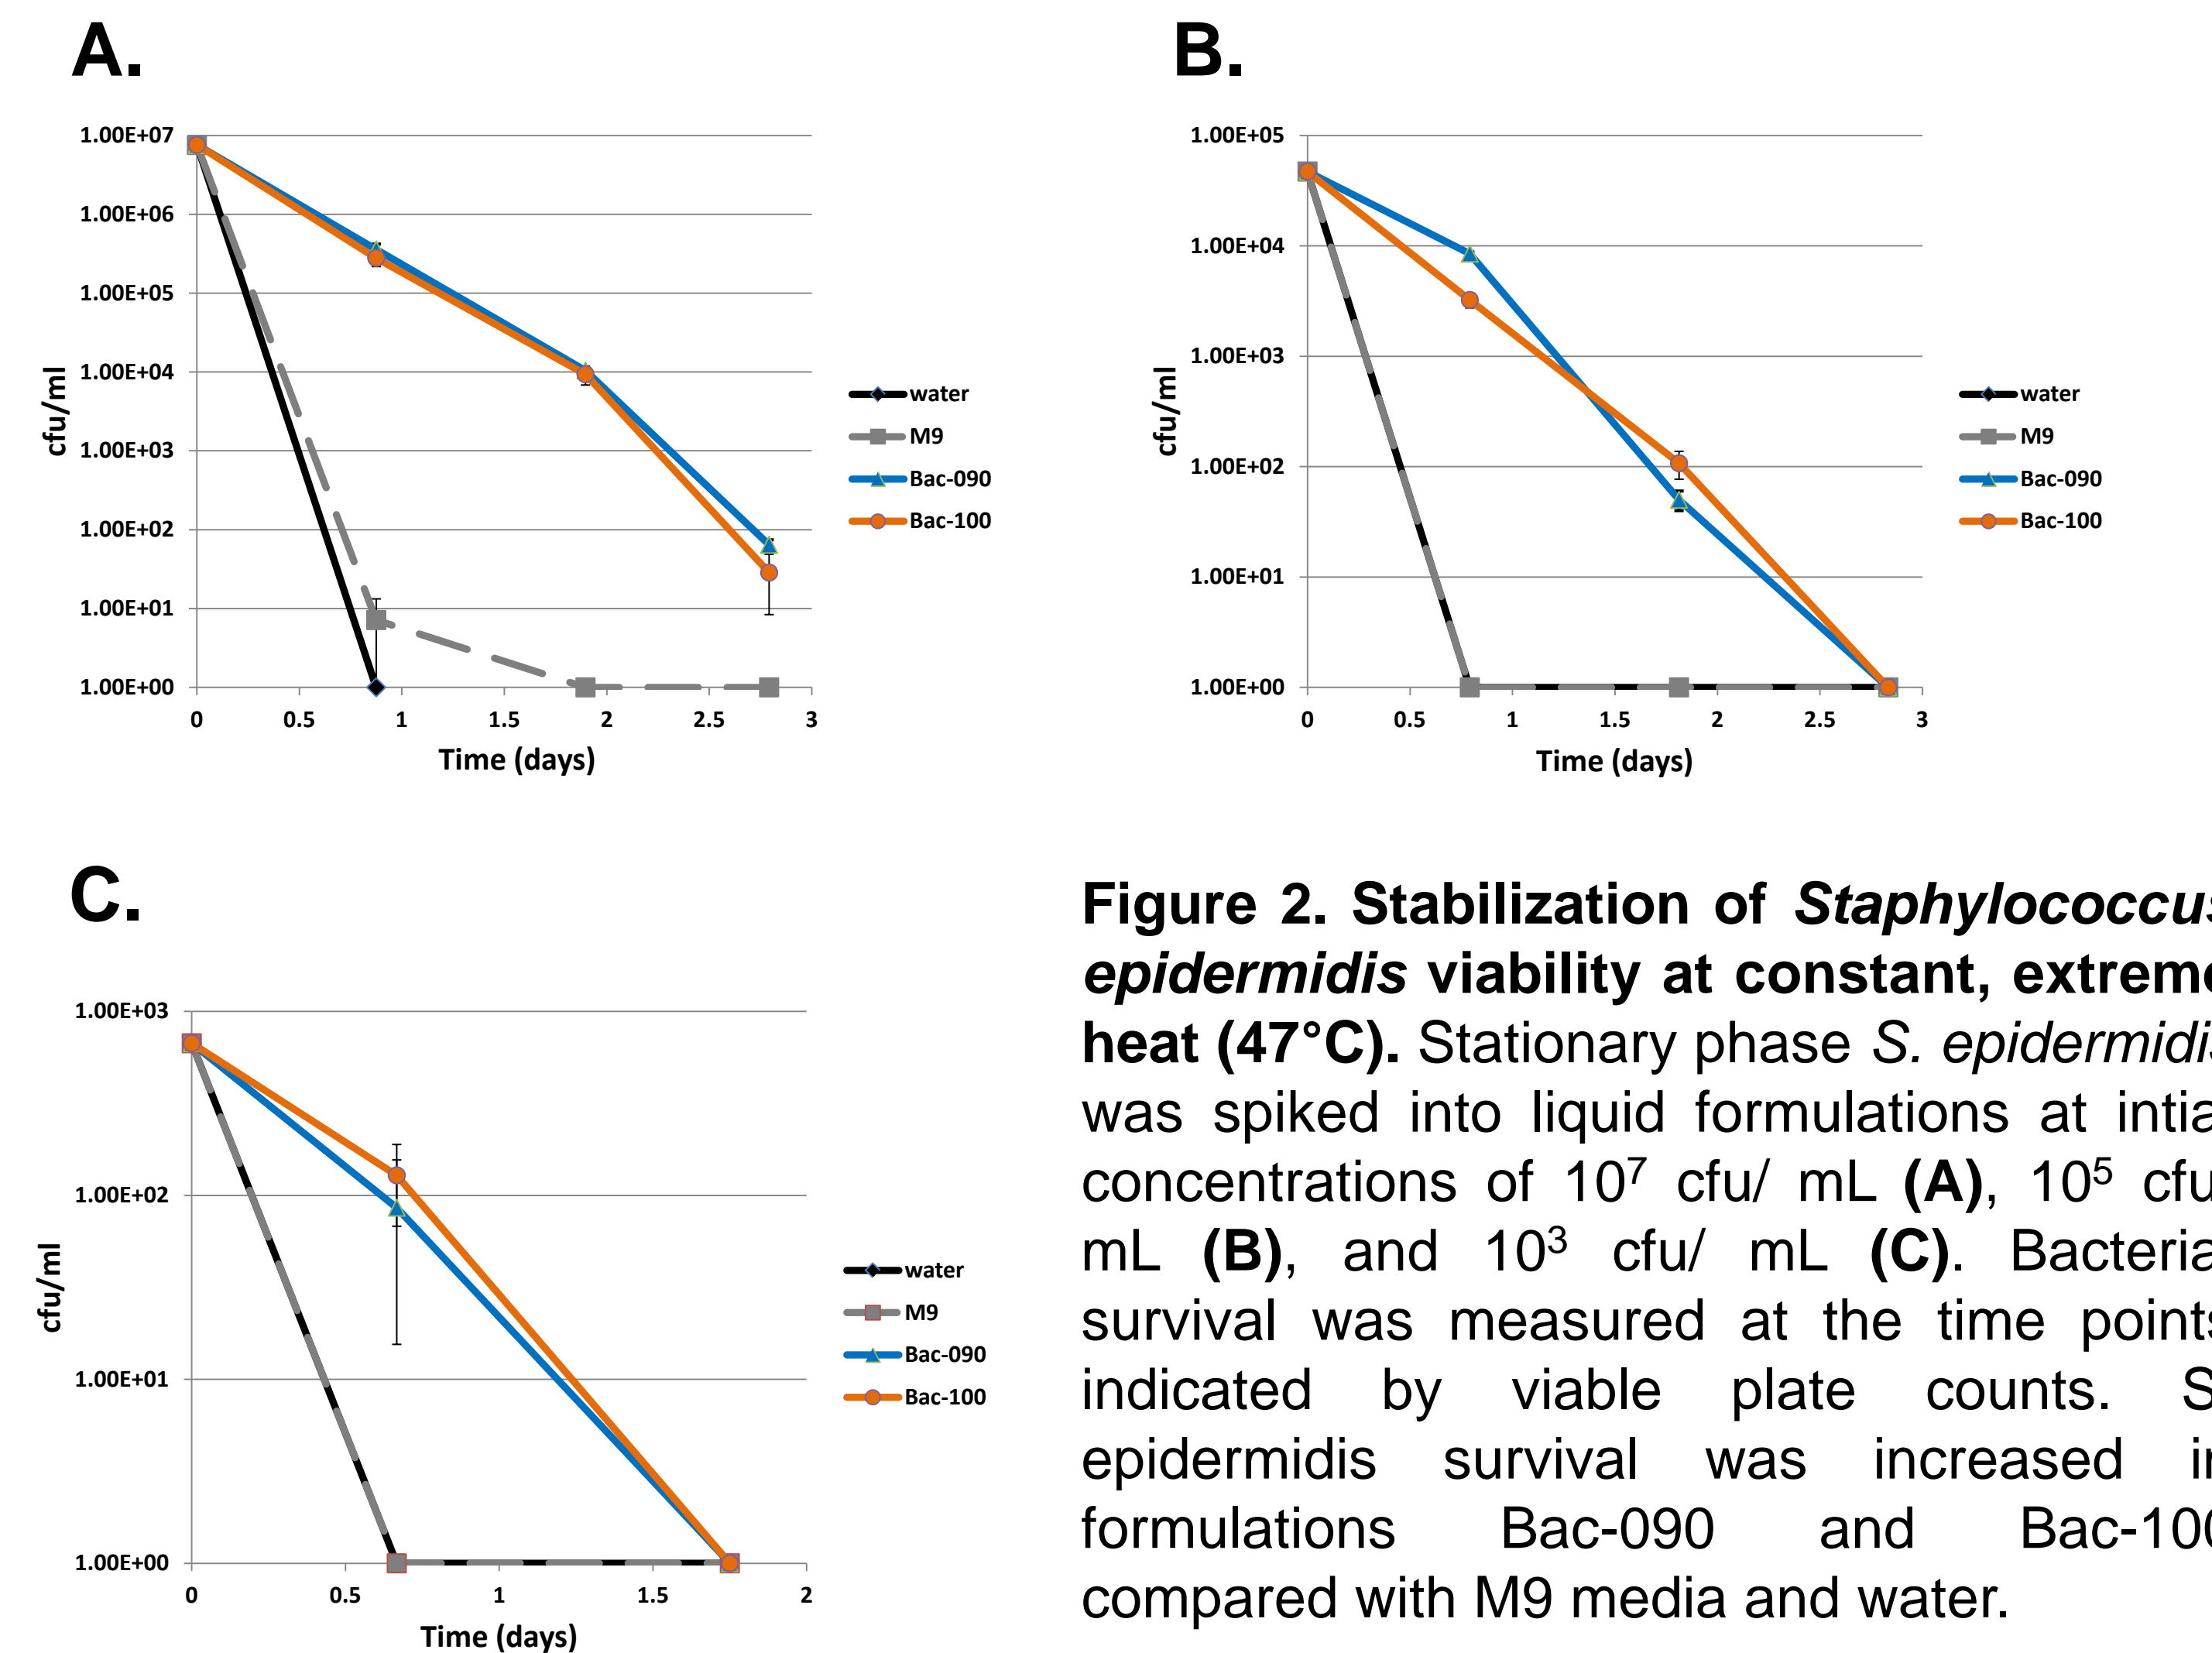 A.
1.00E+07
1.00E+06
1.00E+05
1.00E+04
1.00E+03
1.00E+02
1.00E+01
1.00E+00
0 0.5 1 1.5 2 2.5 3
cfu/ml
Time (days)
water
M9
Bac-090
Bac-100
B.
1.00E+05
1.00E+04
1.00E+03
1.00E+02
1.00E+01
1.00E+00
0 0.5 1 1.5 2 2.5 3
cfu/ml
Time (days)
water
M9
Bac-090
Bac-100
C.
1.00E+03
1.00E+02
1.00E+01
1.00E+00
0 0.5 1 1.5 2
cfu/ml
Time (days)
water
M9
Bac-090
Bac-100
Figure 2. Stabilization of Staphylococcus
epidermidis viability at constant, extreme
heat (47°C). Stationary phase S. epidermidis
was spiked into liquid formulations at intia
concentrations of 10⁷ cfu/ mL (A), 10⁵ cfu
mL (B), and 10³ cfu/ mL (C). Bacteria
survival was measured at the time points
indicated by viable plate counts. S
epidermidis survival was increased in
formulations Bac-090 and Bac-100
compared with M9 media and water.